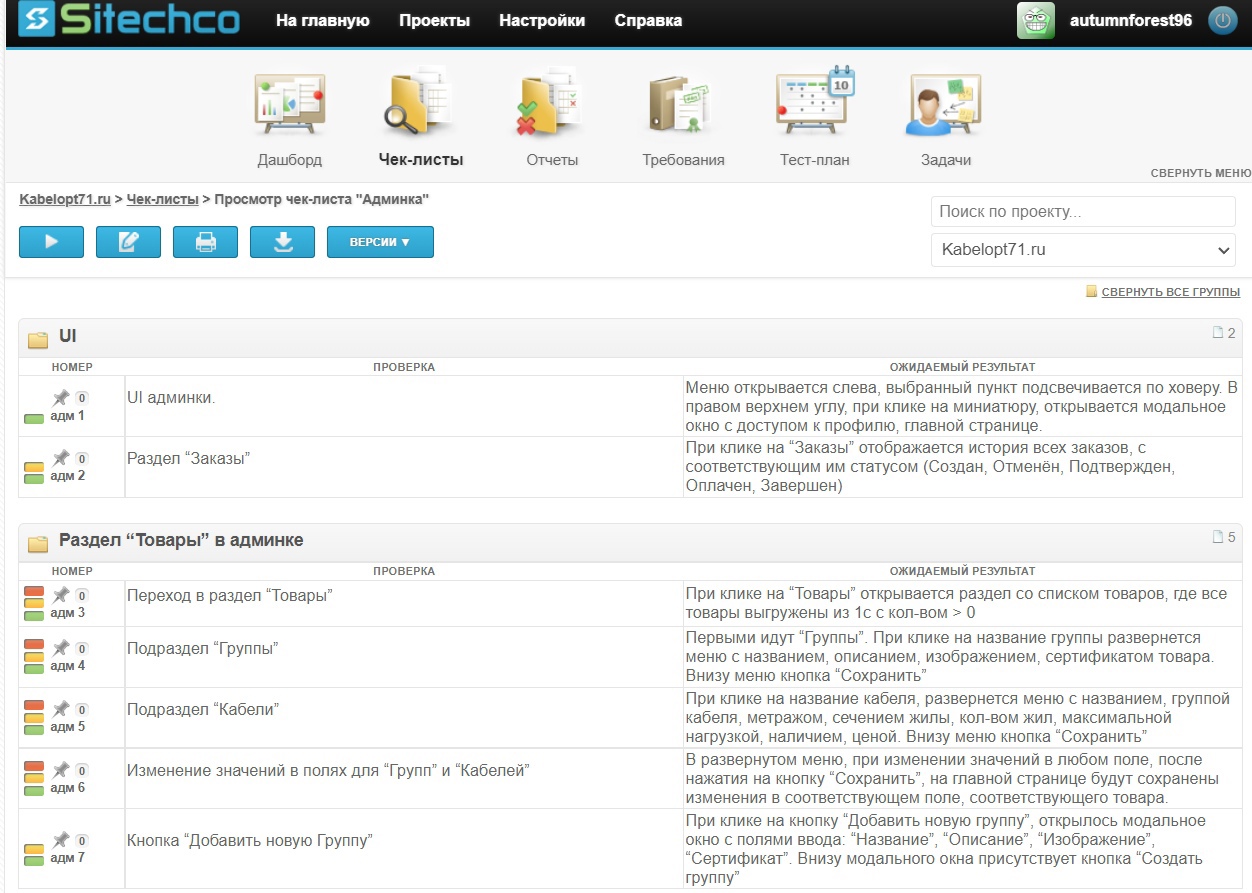 Sitechco
На главную Проекты Настройки Справка
autumnforest96
10
Дашборд Чек-листы Отчеты Требования Тест-план Задачи
СВЕРНУТЬ МЕНЮ
Kabelopt71.ru > Чек-листы > Просмотр чек-листа "Админка"
Поиск по проекту...
ВЕРСИИ ▼
Kabelopt71.ru
СВЕРНУТЬ ВСЕ ГРУППЫ
UI 2
НОМЕР ПРОВЕРКА ОЖИДАЕМЫЙ РЕЗУЛЬТАТ
0
адм 1
UI админки.
Меню открывается слева, выбранный пункт подсвечивается по ховеру. В
правом верхнем углу, при клике на миниатюру, открывается модальное
окно с доступом к профилю, главной странице.
0
адм 2
Раздел “Заказы”
При клике на “Заказы” отображается история всех заказов, с
соответствующим им статусом (Создан, Отменён, Подтвержден,
Оплачен, Завершен)
Раздел “Товары” в админке 5
НОМЕР ПРОВЕРКА ОЖИДАЕМЫЙ РЕЗУЛЬТАТ
0
адм 3
Переход в раздел “Товары”
При клике на “Товары” открывается раздел со списком товаров, где все
товары выгружены из 1с с кол-вом > 0
0
адм 4
Подраздел “Группы”
Первыми идут “Группы”. При клике на название группы развернется
меню с названием, описанием, изображением, сертификатом товара.
Внизу меню кнопка “Сохранить”
0
адм 5
Подраздел “Кабели”
При клике на название кабеля, развернется меню с названием, группой
кабеля, метражом, сечением жилы, кол-вом жил, максимальной
нагрузкой, наличием, ценой. Внизу меню кнопка “Сохранить”
0
адм 6
Изменение значений в полях для “Групп” и “Кабелей”
В развернутом меню, при изменении значений в любом поле, после
нажатия на кнопку “Сохранить”, на главной странице будут сохранены
изменения в соответствующем поле, соответствующего товара.
0
адм 7
Кнопка “Добавить новую Группу”
При клике на кнопку “Добавить новую группу”, открылось модальное
окно с полями ввода: “Название”, “Описание”, “Изображение”,
“Сертификат”. Внизу модального окна присутствует кнопка “Создать
группу”